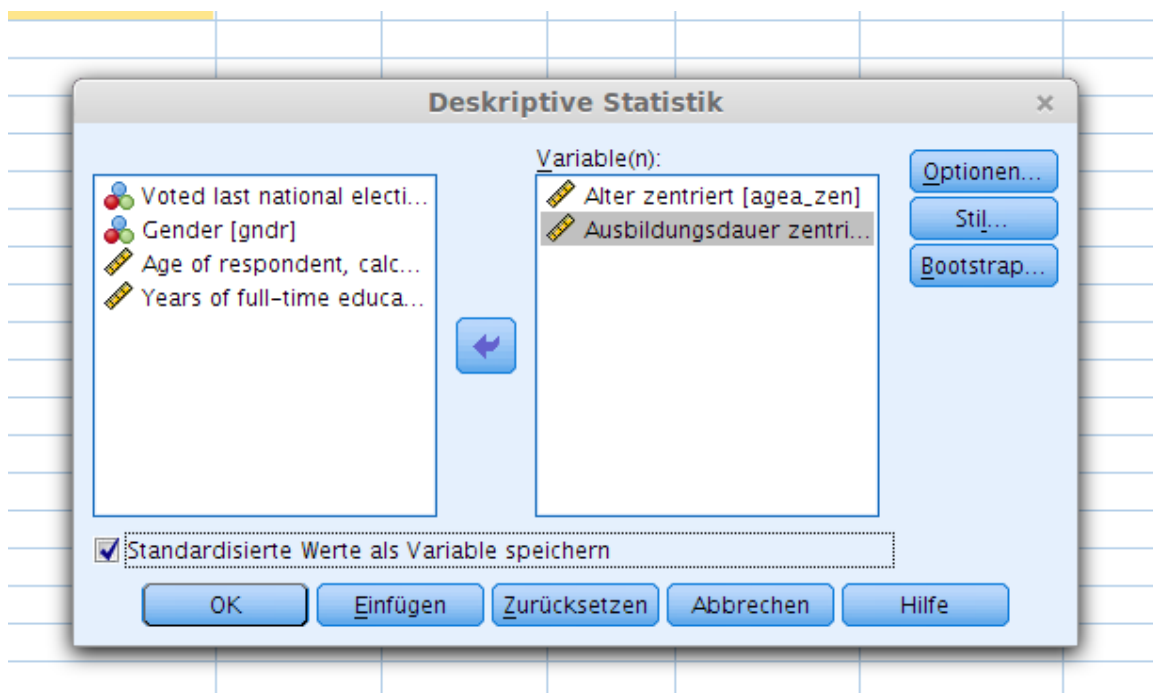 Deskriptive Statistik
Variable(n):
Voted last national electi...
Gender [gndr]
Age of respondent, calc...
Years of full-time educa...
Alter zentriert [agea_zen]
Ausbildungsdauer zentri...
Optionen...
Stil...
Bootstrap...
Standardisierte Werte als Variable speichern
OK
Einfügen
Zurücksetzen
Abbrechen
Hilfe